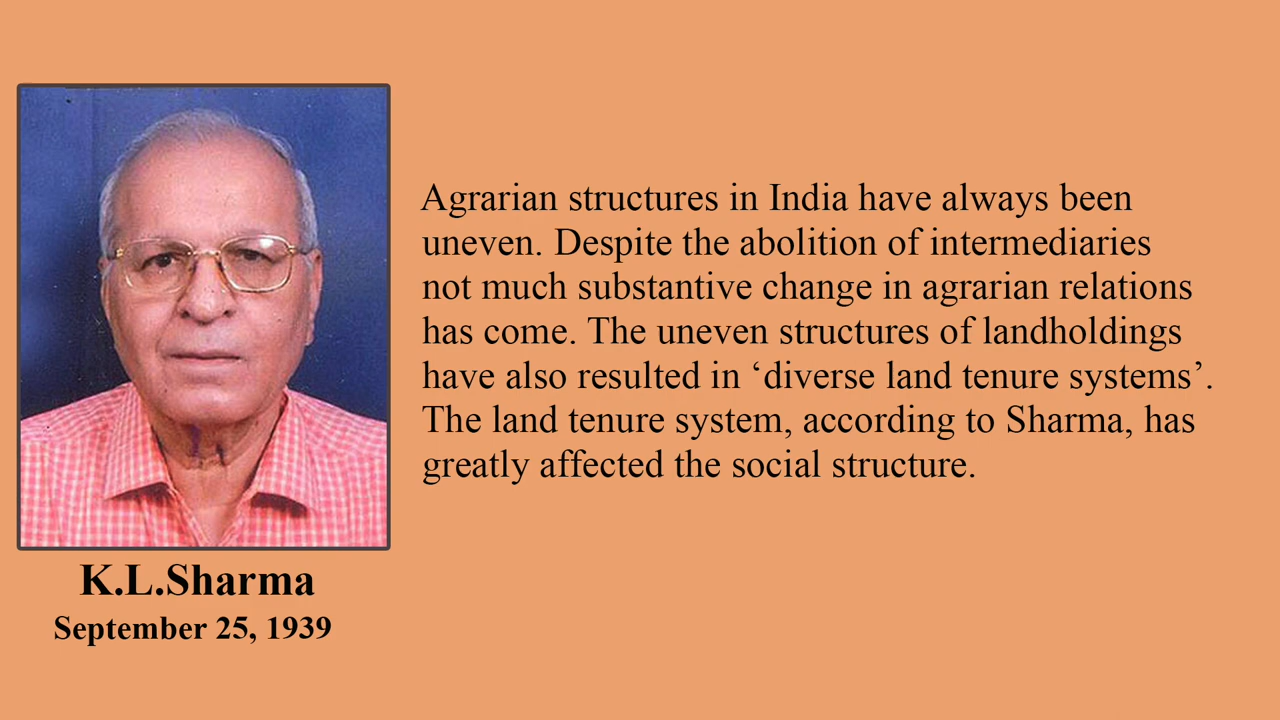 Agrarian structures in India have always been
uneven. Despite the abolition of intermediaries
not much substantive change in agrarian relations
has come. The uneven structures of landholdings
have also resulted in ‘diverse land tenure systems’.
The land tenure system, according to Sharma, has
greatly affected the social structure.
K.L.Sharma
September 25, 1939